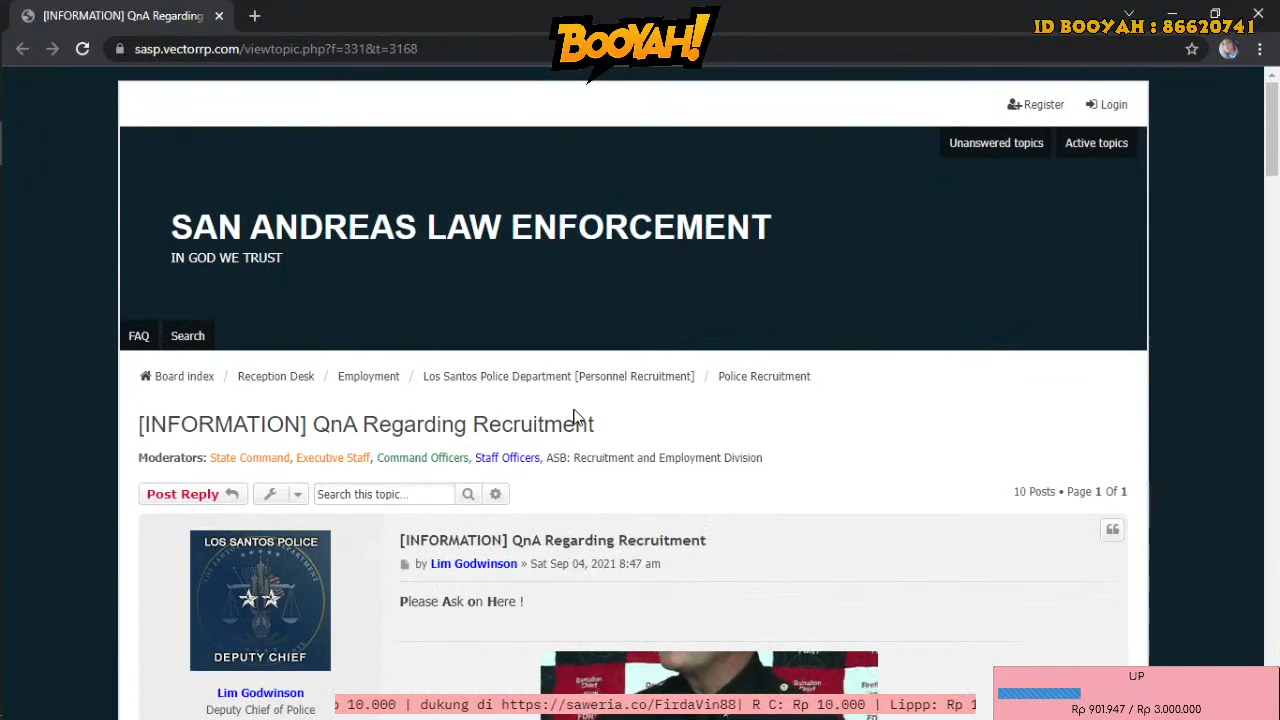 [INFORMATION] QnA Regarding
BOOYAH!
ID BOOYAH : 86620741
sasp.vectorrp.com/viewtopic.php?f=331&t=3168
Register
Login
Unanswered topics
Active topics
SAN ANDREAS LAW ENFORCEMENT
IN GOD WE TRUST
FAQ
Search
Board index / Reception Desk / Employment / Los Santos Police Department [Personnel Recruitment] / Police Recruitment
[INFORMATION] QnA Regarding Recruitment
Moderators: State Command, Executive Staff, Command Officers, Staff Officers, ASB: Recruitment and Employment Division
Post Reply
Search this topic...
10 Posts • Page 1 Of 1
LOS SANTOS POLICE
DEPUTY CHIEF
[INFORMATION] QnA Regarding Recruitment
by Lim Godwinson » Sat Sep 04, 2021 8:47 am
Please Ask on Here !
Battalion
Chief
Battalion
Chief
Lim Godwinson
Deputy Chief of Police
10.000 | dukung di https://saweria.co/FirdaVin88| R C: Rp 10.000 | Lippp: Rp
UP
Rp 901.947 / Rp 3.000.000